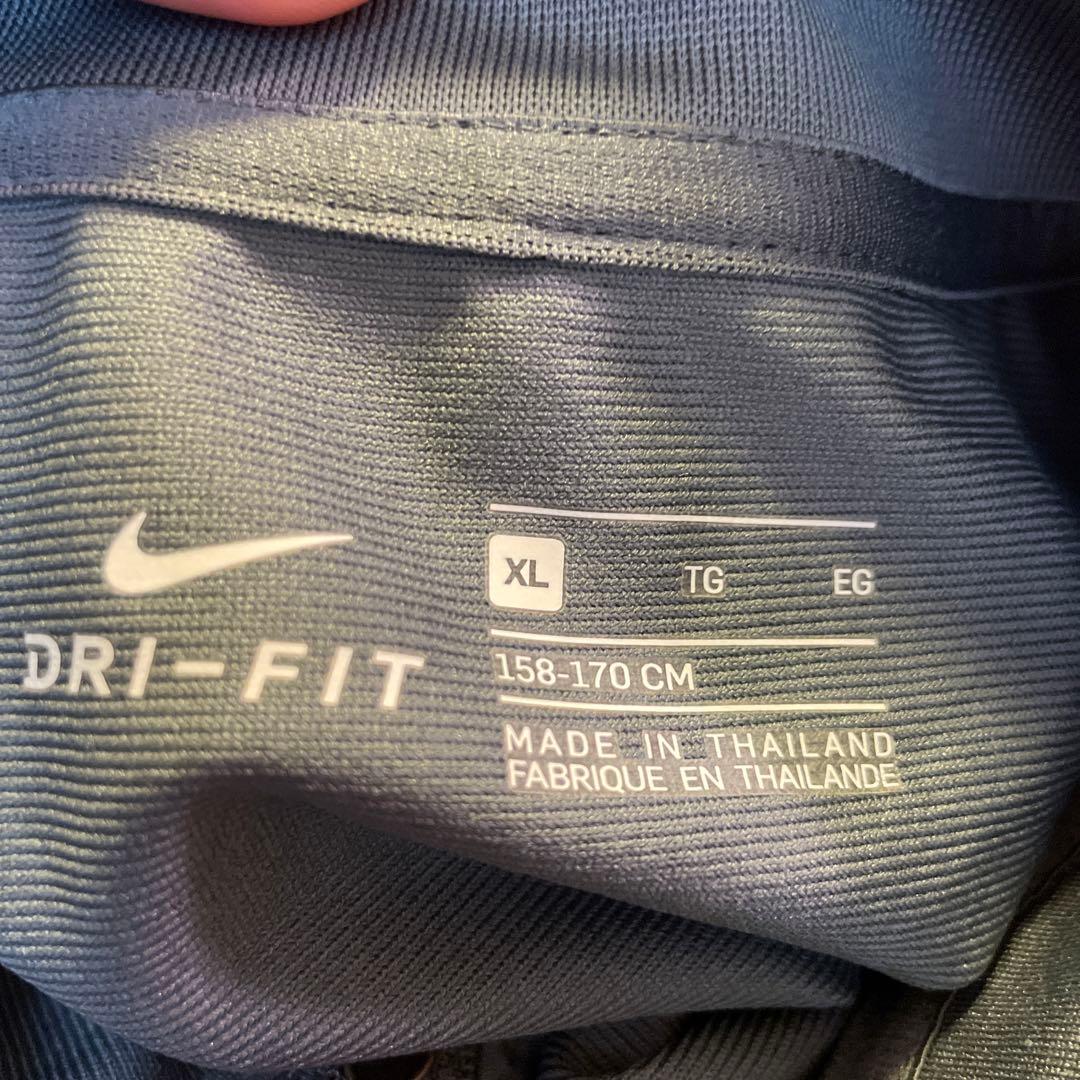 DRI-FIT
XL TG EG
158-170 CM
MADE IN THAILAND
FABRIQUE EN THAILANDE